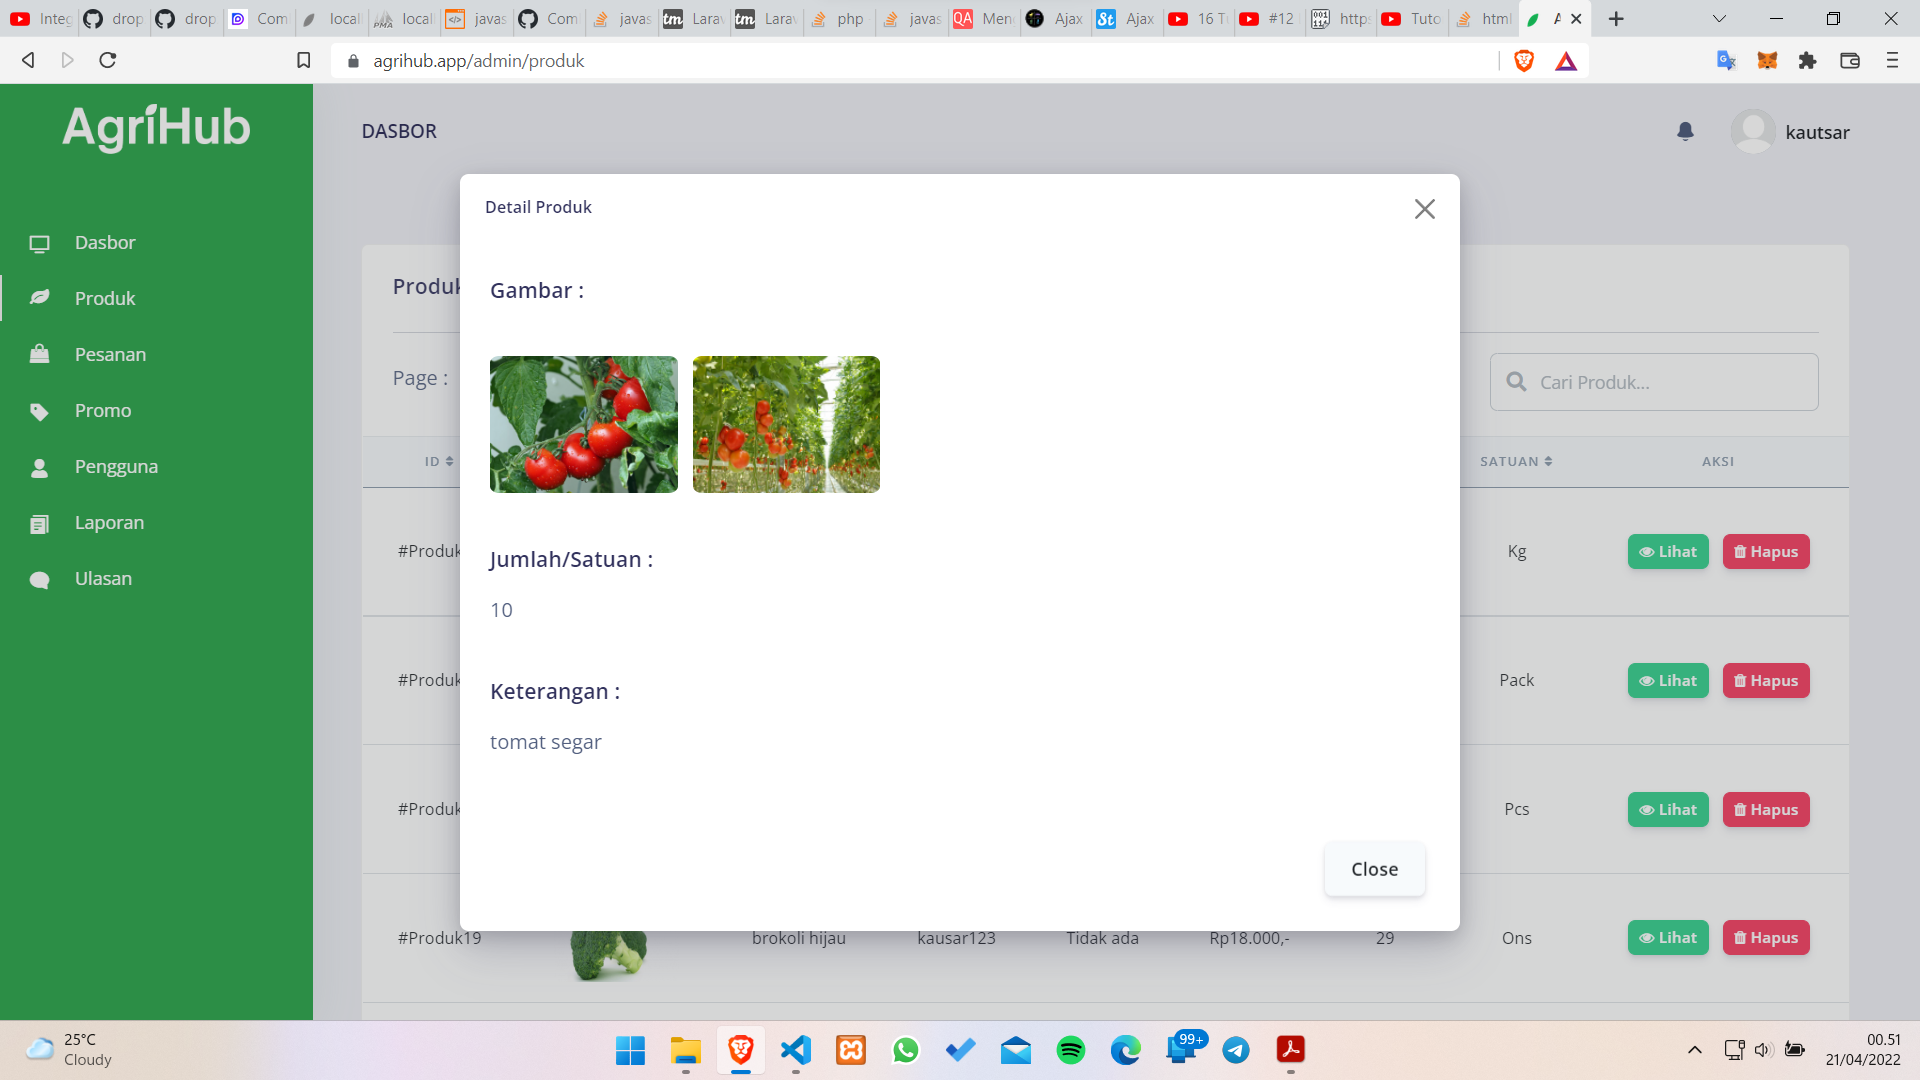 Integ
drop
drop
Com
local
local
javas
Com
javas
Larav
Larav
php
javas
Men
Ajax
Ajax
16 Tu
#12
https
Tuto
html
A
agrihub.app/admin/produk
AgriHub
DASBOR
kautsar
Dasbor
Produk
Pesanan
Promo
Pengguna
Laporan
Ulasan
Produk
Page :
Cari Produk...
ID
SATUAN
AKSI
#Produk
Kg
Lihat
Hapus
#Produk
Pack
Lihat
Hapus
#Produk
Pcs
Lihat
Hapus
#Produk19
brokoli hijau
kausar123
Tidak ada
Rp18.000,-
29
Ons
Lihat
Hapus
Detail Produk
Gambar :
Jumlah/Satuan :
10
Keterangan :
tomat segar
Close
25°C
Cloudy
99+
00.51
21/04/2022